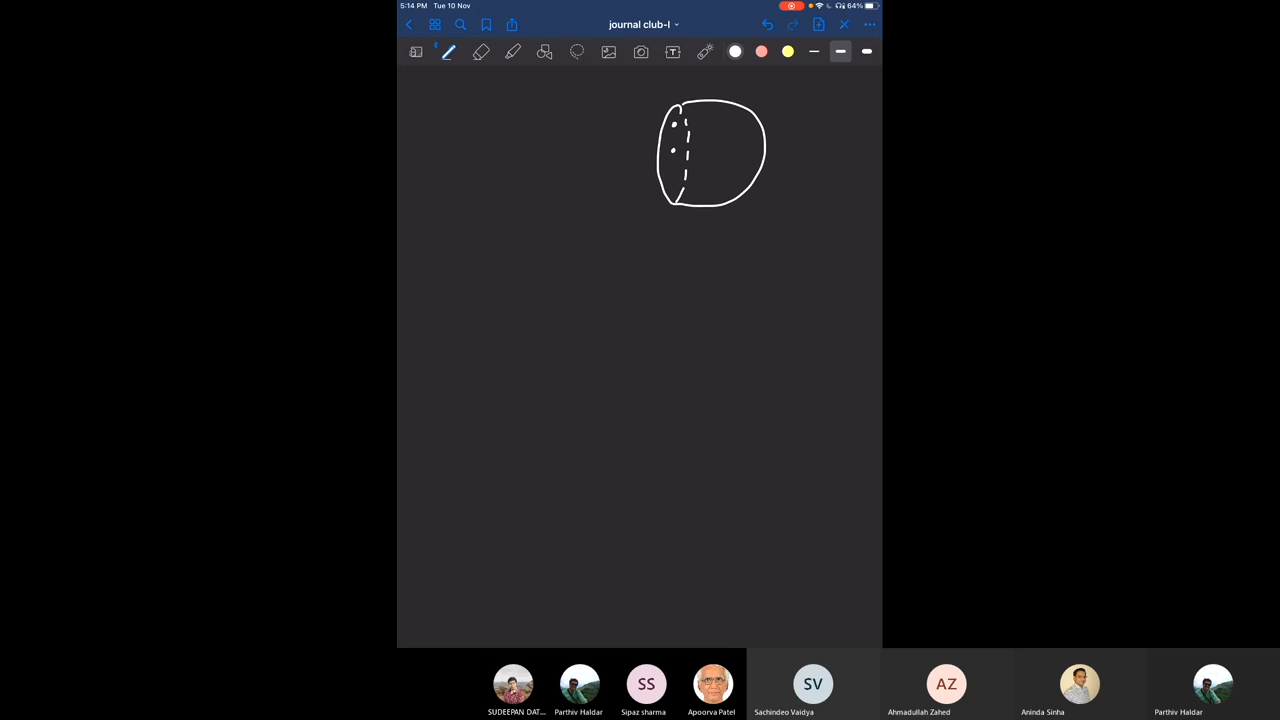 5:14 PM Tue 10 Nov
64%
journal club-I
T
SS
SV
AZ
SUDEEPAN DAT...
Parthiv Haldar
Sipaz sharma
Apoorva Patel
Sachindeo Vaidya
Ahmadullah Zahed
Aninda Sinha
Parthiv Haldar